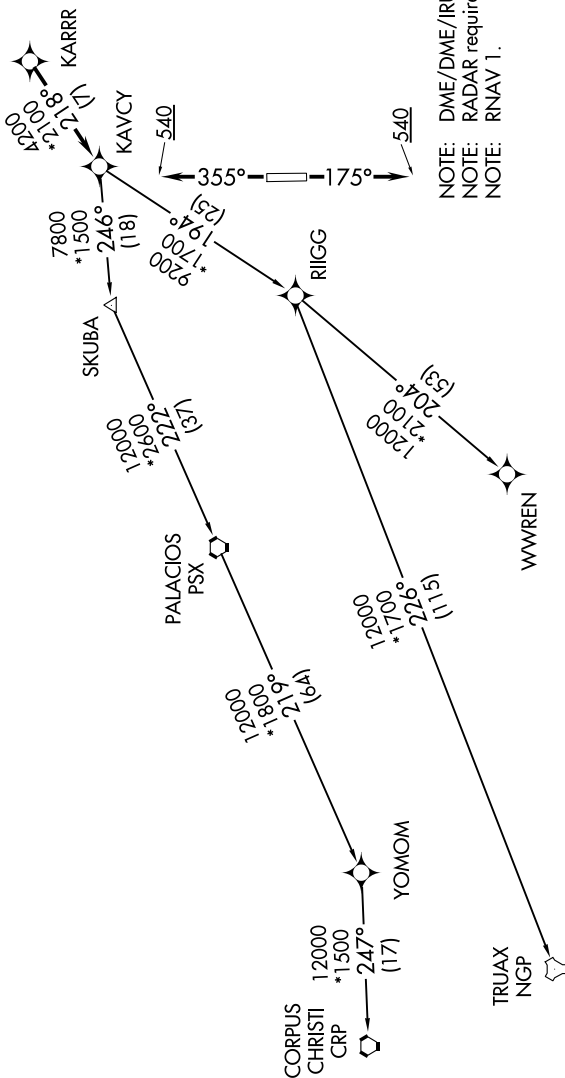 KARRR
4200
*2100
218°
(7)
KAVCY
540
355°
175°
540
7800
*1500
246°
(18)
SKUBA
9200
*1700
194°
(25)
RIIGG
12000
*2600
222°
(37)
PALACIOS
PSX
12000
*2100
204°
(53)
WWREN
12000
*1800
219°
(64)
YOMOM
12000
*1700
226°
(115)
TRUAX
NGP
12000
*1500
247°
(17)
CORPUS
CHRISTI
CRP
NOTE: DME/DME/IRU
NOTE: RADAR require
NOTE: RNAV 1.